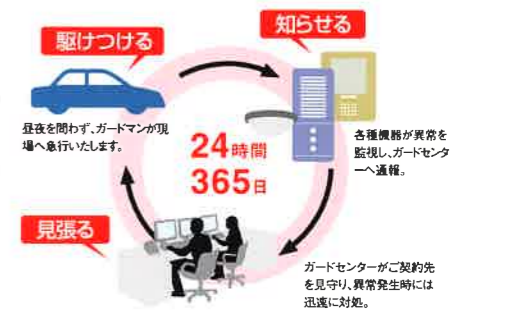 駆けつける
知らせる
昼夜を問わず、ガードマンが現
場へ急行いたします。
24時間
365日
各種機器が異常を
監視し、ガードセンタ
ーへ通報。
見張る
ガードセンターがご契約先
を見守り、異常発生時には
迅速に対処。